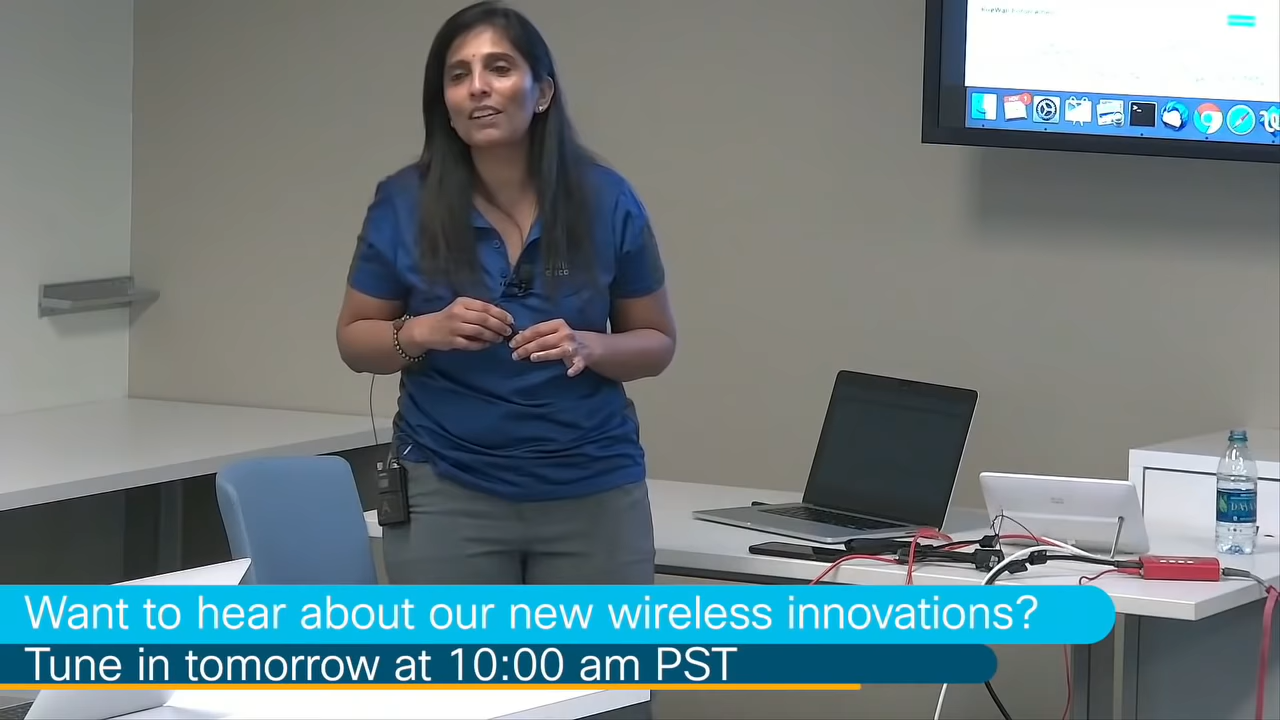 Want to hear about our new wireless innovations?
Tune in tomorrow at 10:00 am PST